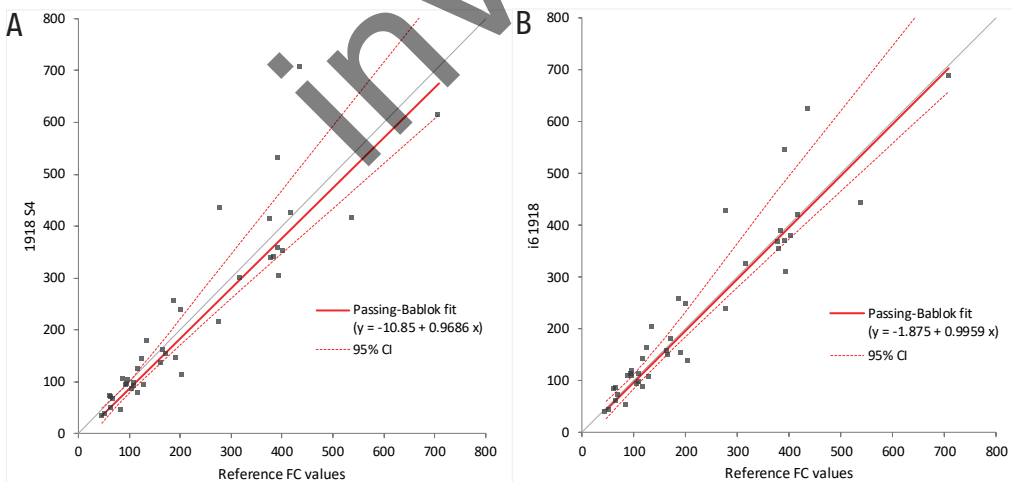 A
800
700
600
500
400
300
200
100
0
1918 S4
0 100 200 300 400 500 600 700 800
Reference FC values
Passing-Bablok fit
(y = -10.85 + 0.9686 x)
95% CI
inv
B
800
700
600
500
400
300
200
100
0
i6 1918
0 100 200 300 400 500 600 700 800
Reference FC values
Passing-Bablok fit
(y = -1.875 + 0.9959 x)
95% CI